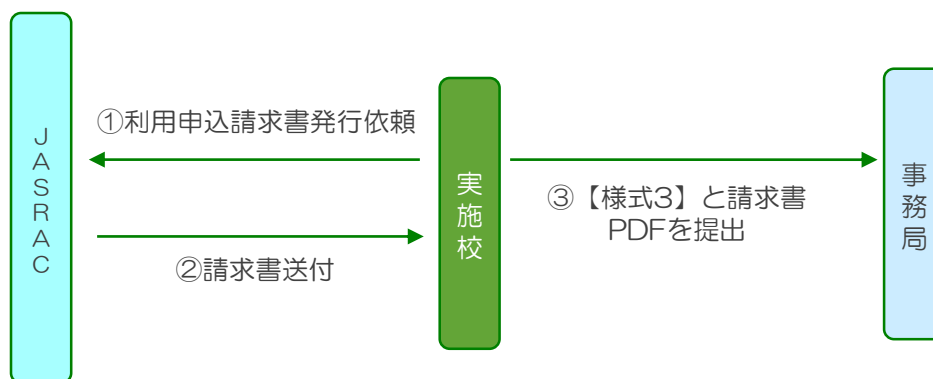 JASRAC
①利用申込請求書発行依頼
②請求書送付
実施校
③【様式3】と請求書
PDFを提出
事務局